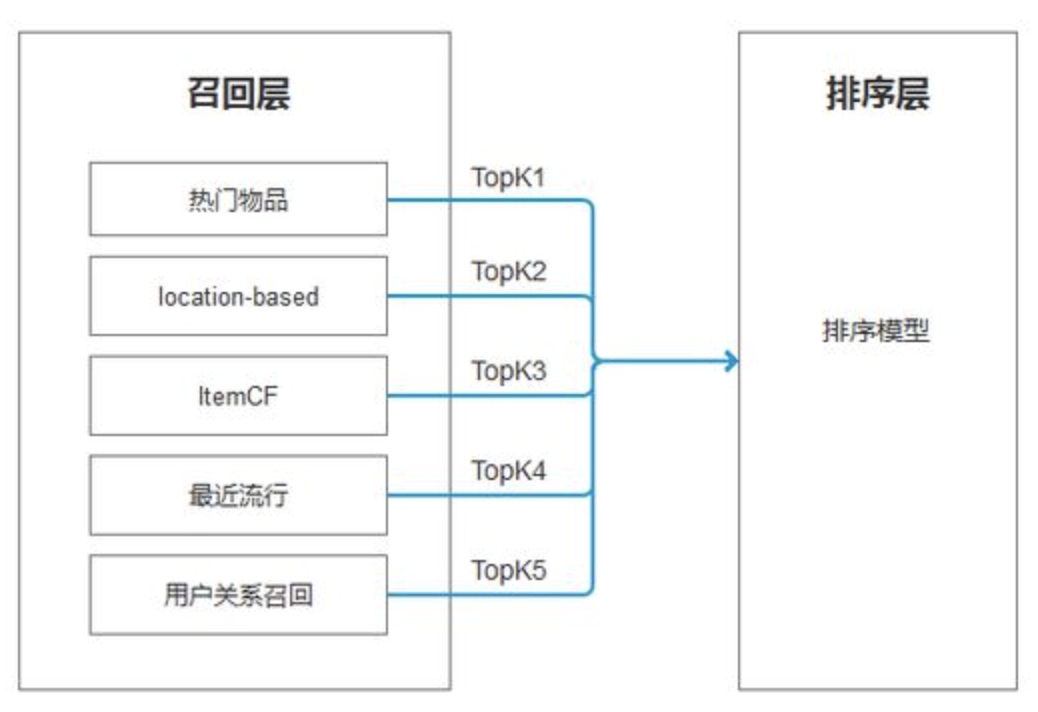 召回层
热门物品
location-based
ItemCF
最近流行
用户关系召回
TopK1
TopK2
TopK3
TopK4
TopK5
排序层
排序模型